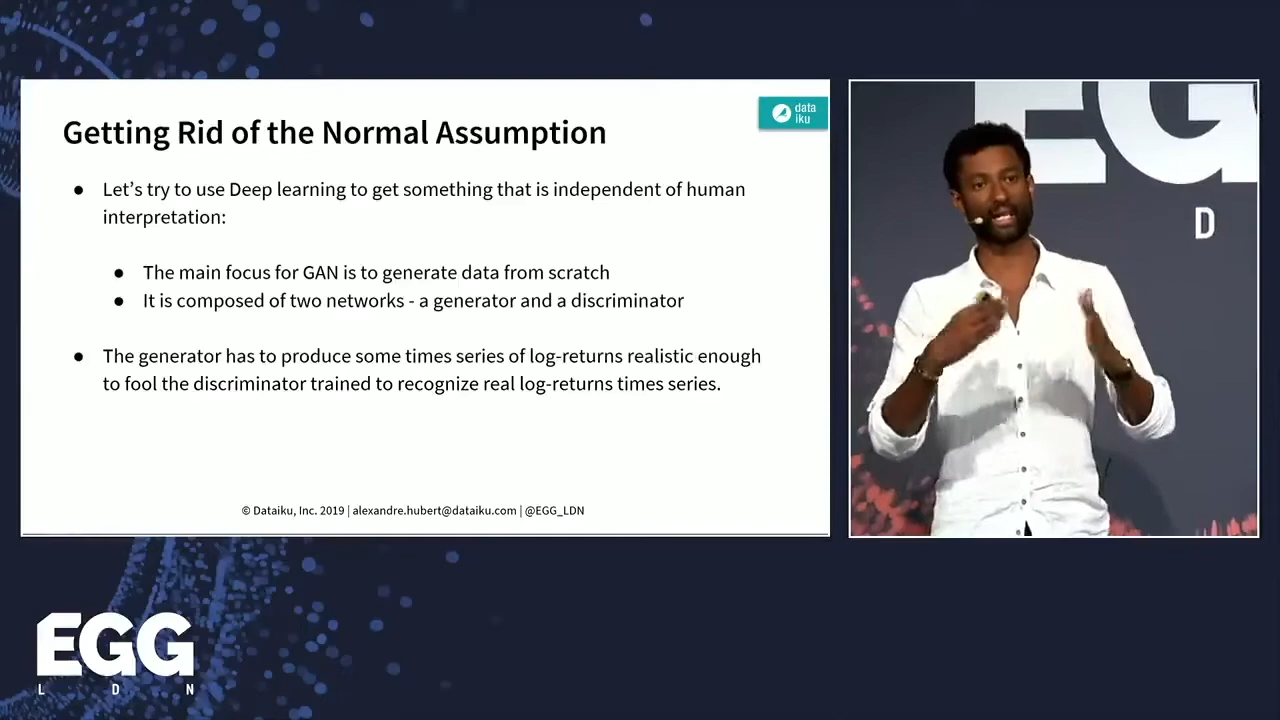 data
iku
Getting Rid of the Normal Assumption
● Let's try to use Deep learning to get something that is independent of human
interpretation:
● The main focus for GAN is to generate data from scratch
● It is composed of two networks - a generator and a discriminator
● The generator has to produce some times series of log-returns realistic enough
to fool the discriminator trained to recognize real log-returns times series.
© Dataiku, Inc. 2019 | alexandre.hubert@dataiku.com | @EGG_LDN
EG
D
EGG
L D N